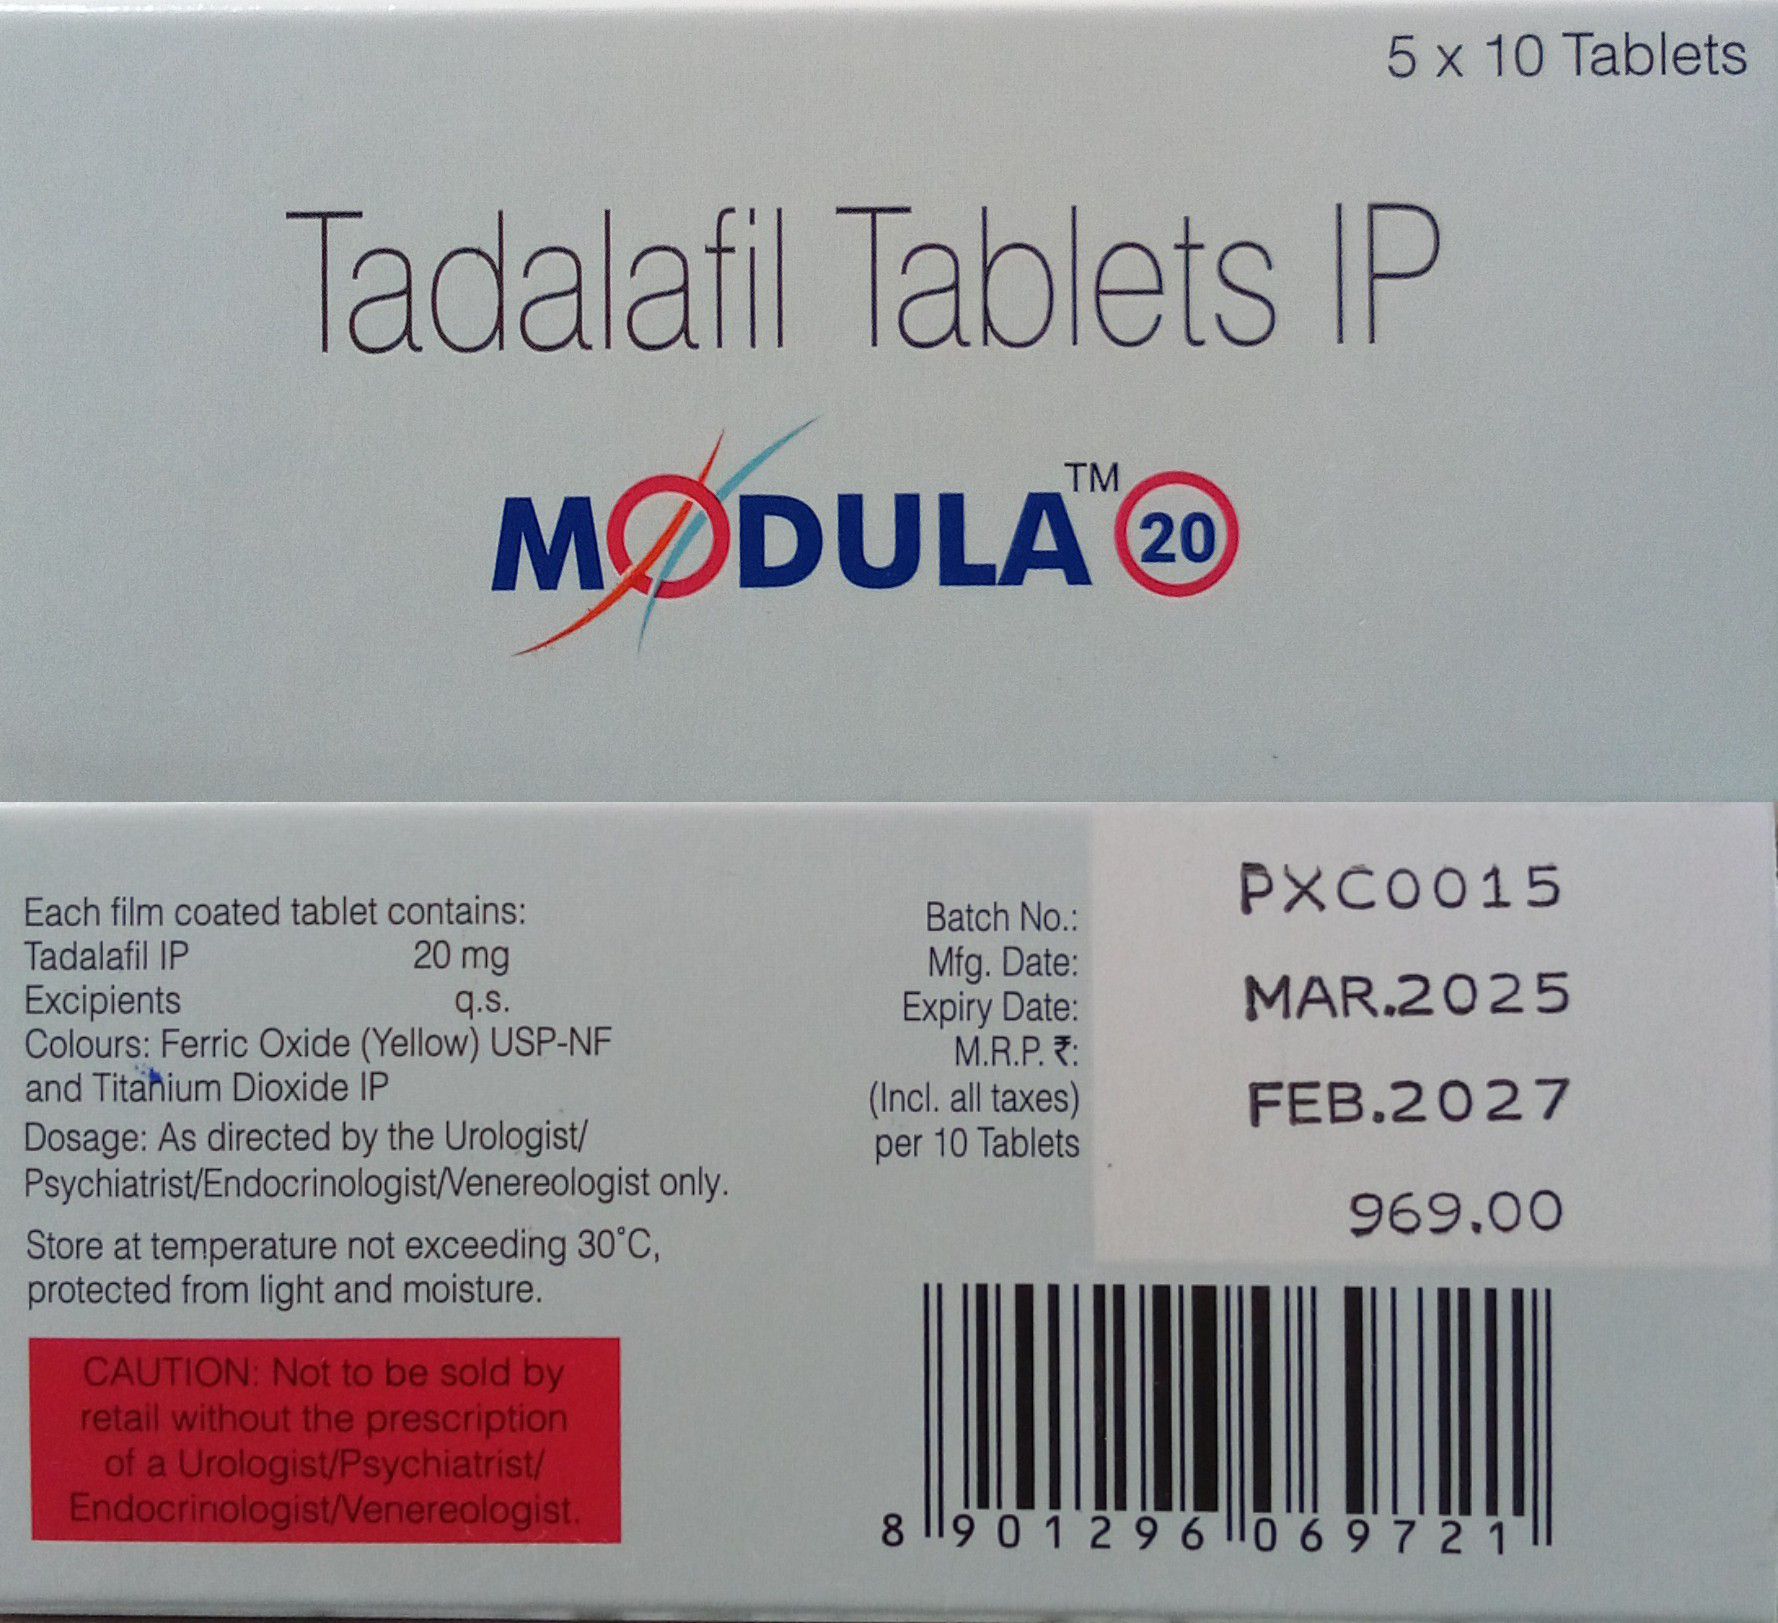 5 x 10 Tablets
Tadalafil Tablets IP
MODULA™ 20
Each film coated tablet contains:
Tadalafil IP 20 mg
Excipients q.s.
Colours: Ferric Oxide (Yellow) USP-NF
and Titanium Dioxide IP
Dosage: As directed by the Urologist/
Psychiatrist/Endocrinologist/Venereologist only.
Store at temperature not exceeding 30°C,
protected from light and moisture.
CAUTION: Not to be sold by
retail without the prescription
of a Urologist/Psychiatrist/
Endocrinologist/Venereologist.
Batch No.:
Mfg. Date:
Expiry Date:
M.R.P. ₹:
(Incl. all taxes)
per 10 Tablets
PXC0015
MAR.2025
FEB.2027
969.00
8 901296 069721